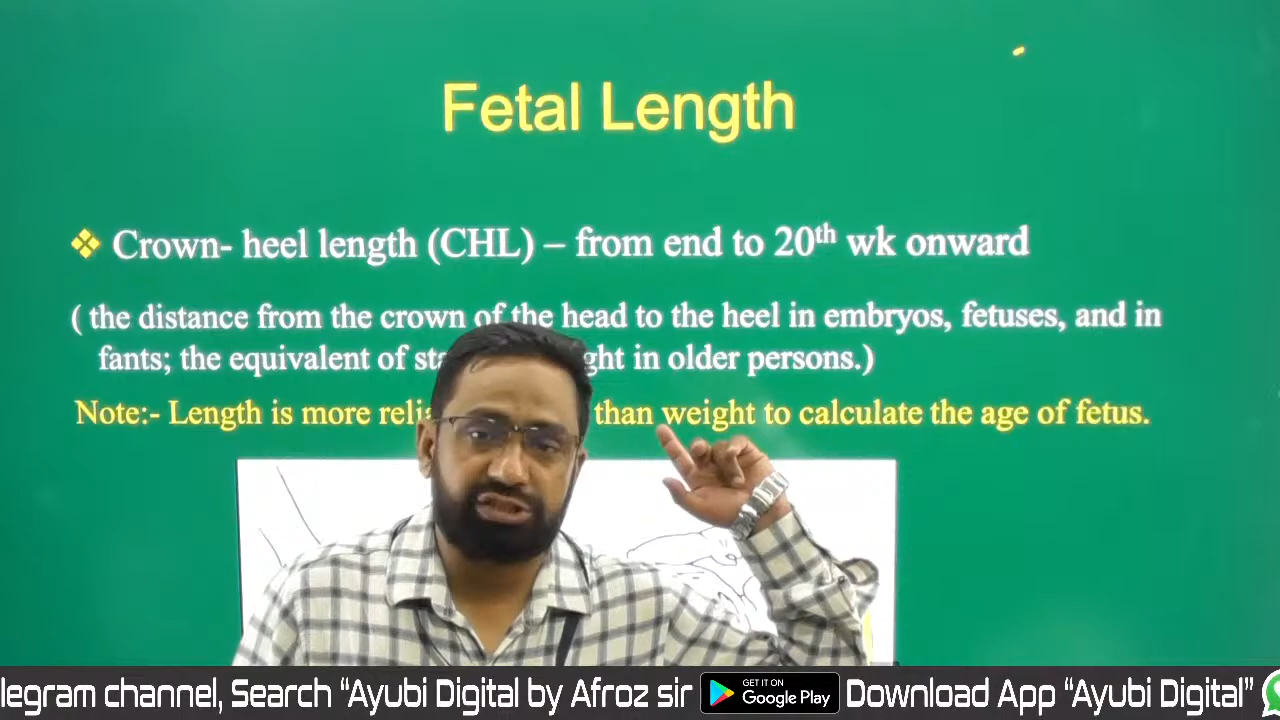 Fetal Length
❖ Crown- heel length (CHL) – from end to 20th wk onward
( the distance from the crown of the head to the heel in embryos, fetuses, and in
fants; the equivalent of in older persons.)
Note:- Length is more than weight to calculate the age of fetus.
legram channel, Search “Ayubi Digital by Afroz sir GET IT ON Google Play Download App “Ayubi Digital”